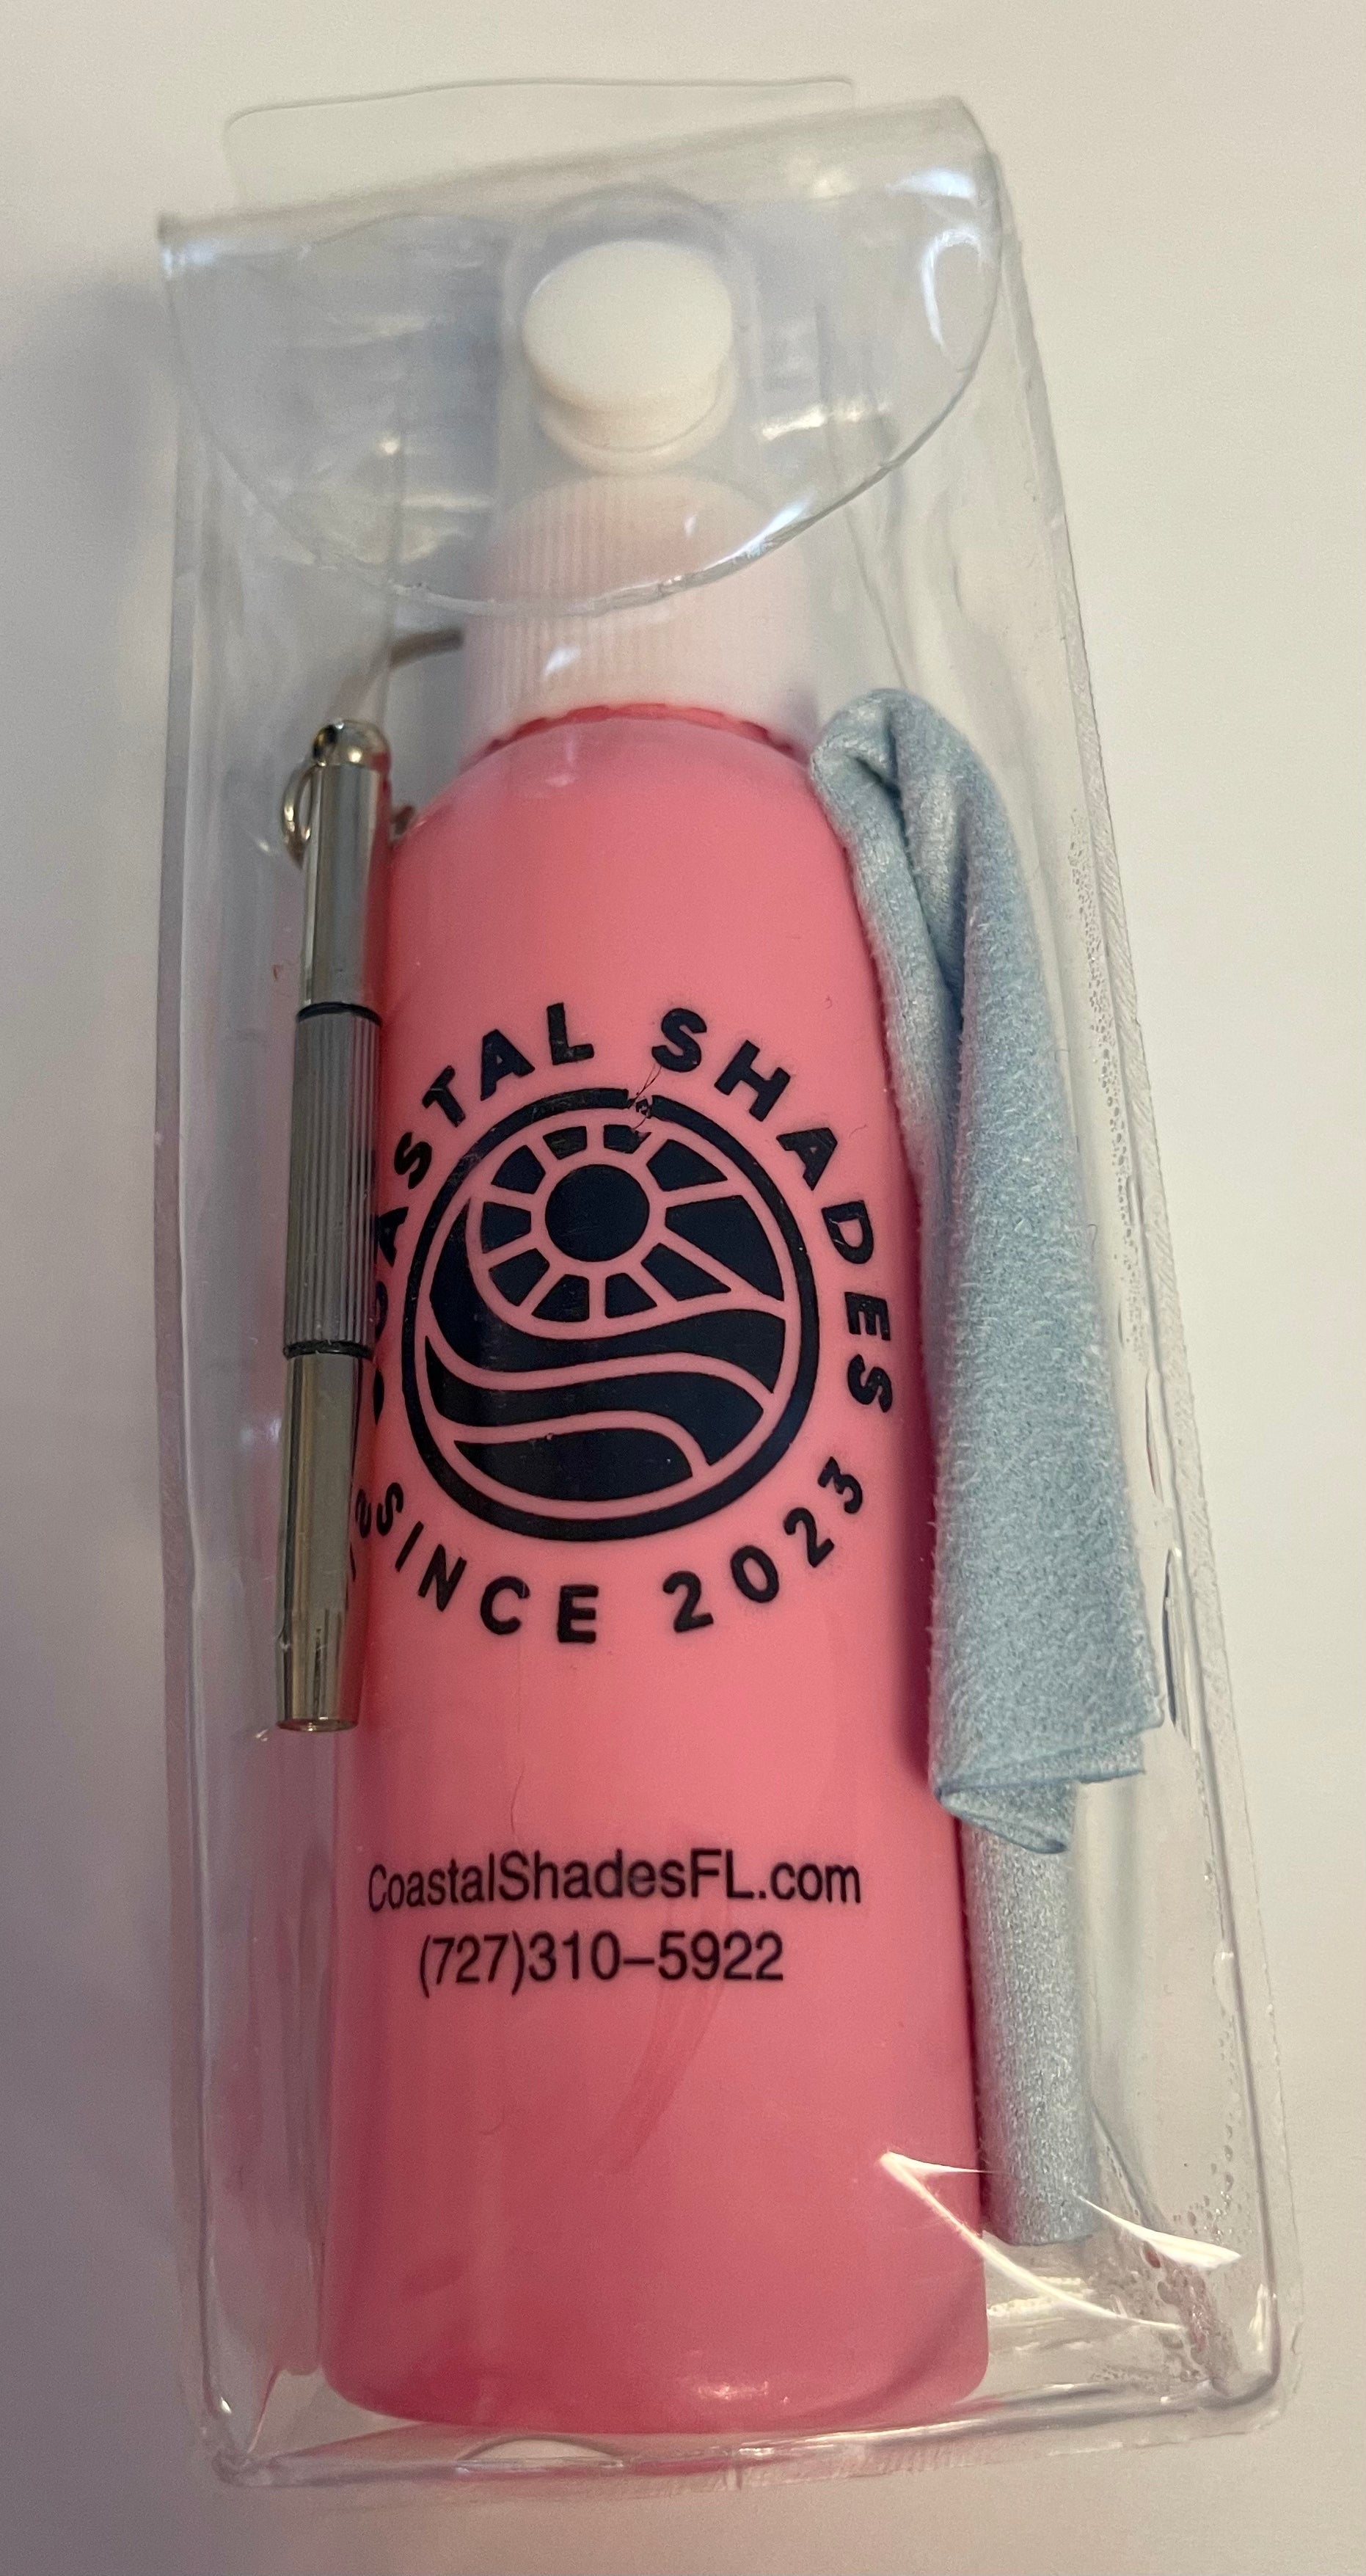 COASTAL SHADES
SINCE 2023
CoastalShadesFL.com
(727)310–5922